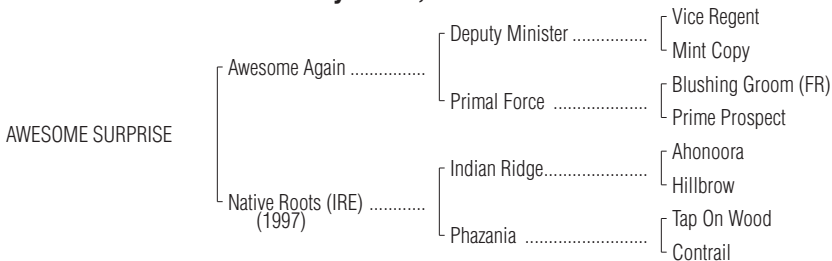 Vice Regent
Deputy Minister ................
Mint Copy
Awesome Again ................
Blushing Groom (FR)
Primal Force ....................
Prime Prospect
AWESOME SURPRISE
Ahonoora
Indian Ridge......................
Hillbrow
Native Roots (IRE) ............
(1997)
Tap On Wood
Phazania ..........................
Contrail